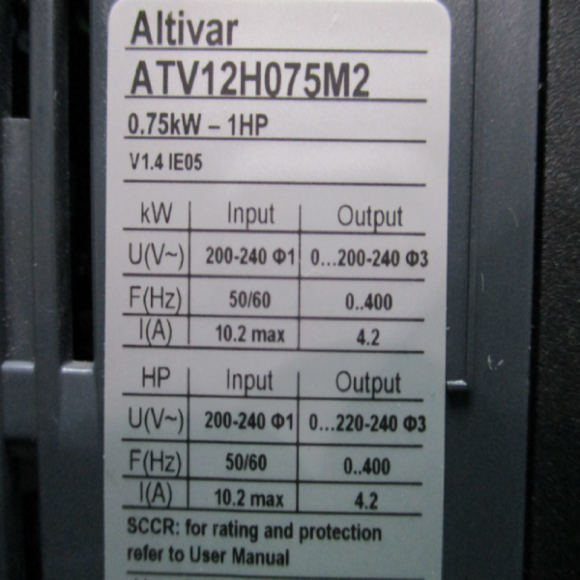 Altivar
ATV12H075M2
0.75kW – 1HP
V1.4 IE05
kW Input Output
U(V~) 200-240 Φ1 0...200-240 Φ3
F(Hz) 50/60 0..400
I(A) 10.2 max 4.2
HP Input Output
U(V~) 200-240 Φ1 0...220-240 Φ3
F(Hz) 50/60 0..400
I(A) 10.2 max 4.2
SCCR: for rating and protection
refer to User Manual